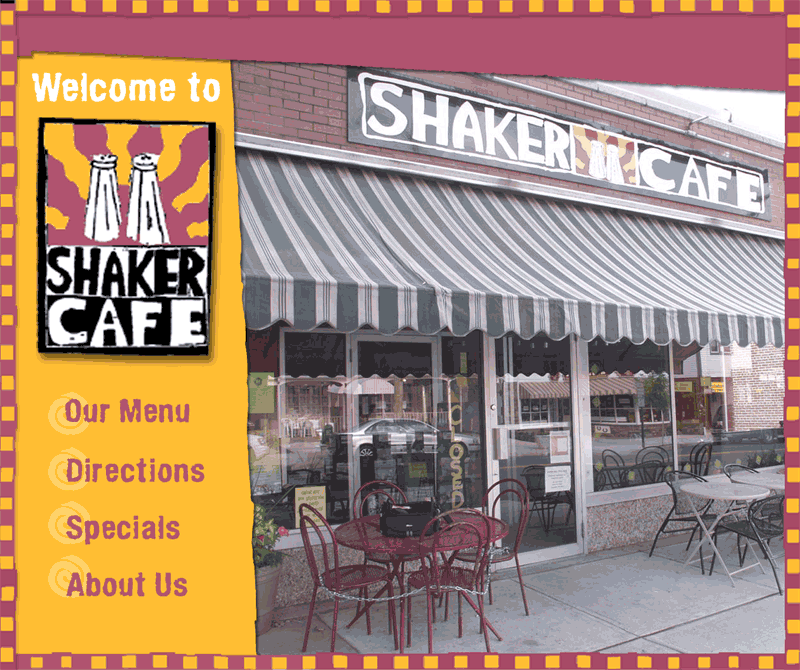 Welcome to
SHAKER
CAFE
Our Menu
Directions
Specials
About Us
SHAKER CAFE